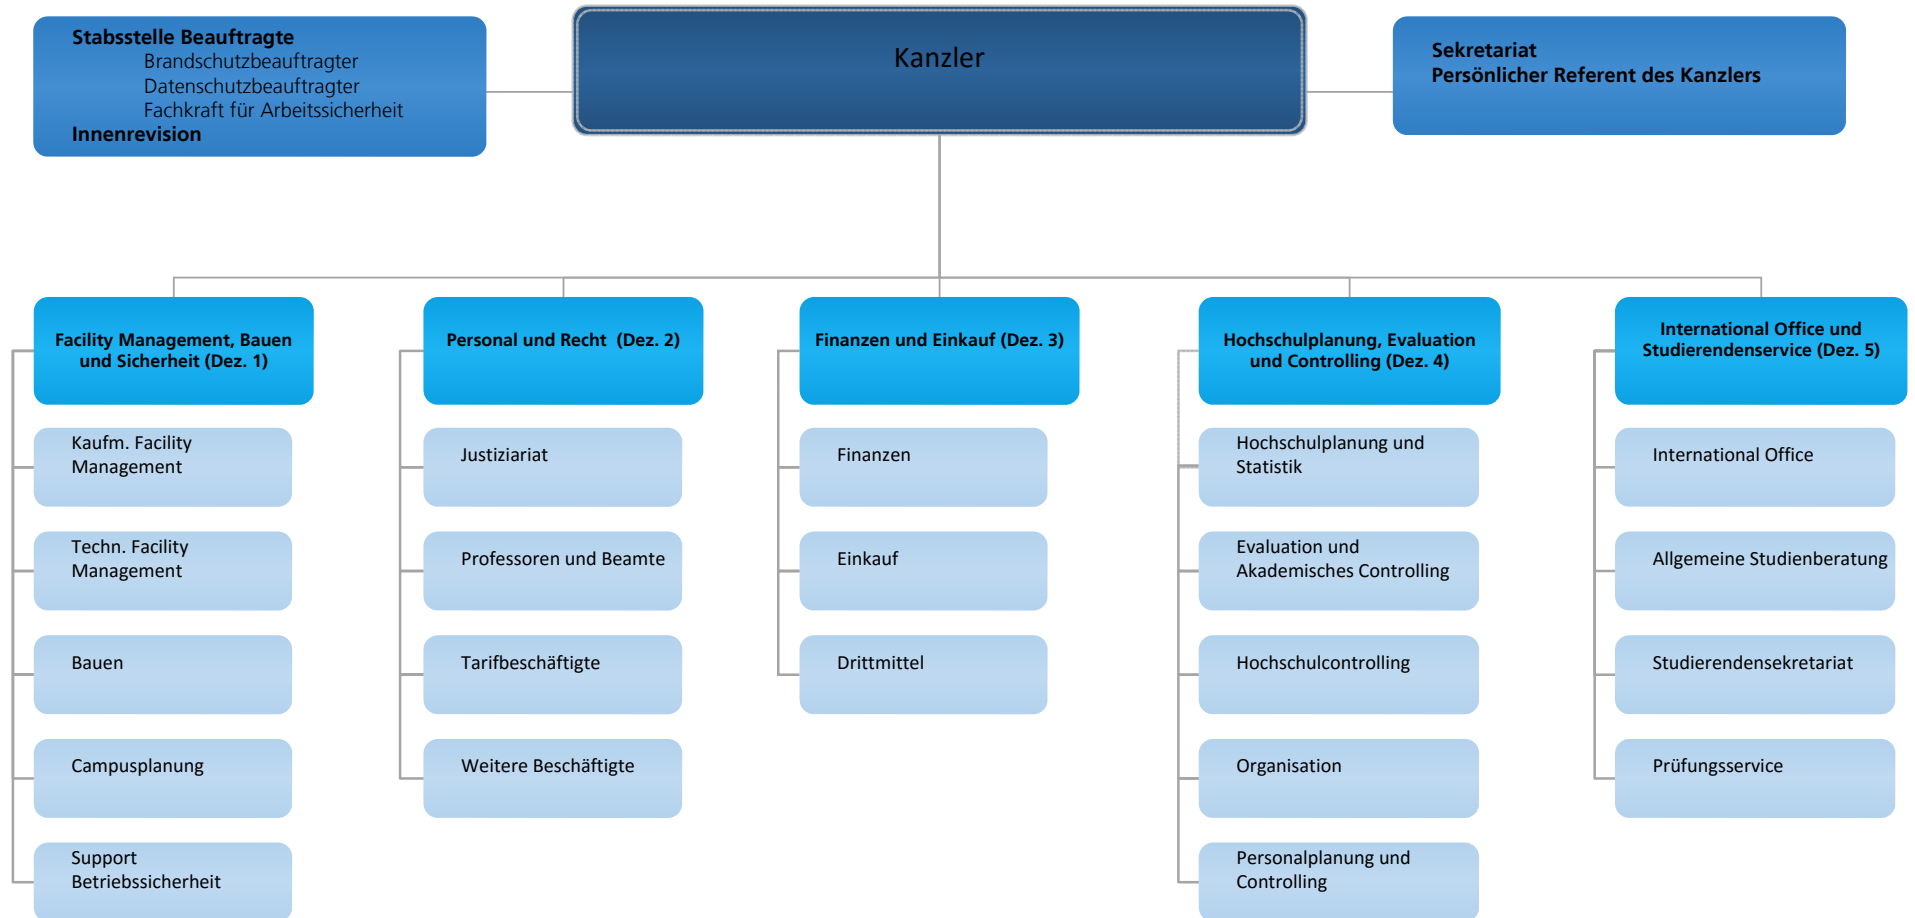 Stabsstelle Beauftragte
Brandschutzbeauftragter
Datenschutzbeauftragter
Fachkraft für Arbeitssicherheit
Innenrevision
Kanzler
Sekretariat
Persönlicher Referent des Kanzlers
Facility Management, Bauen
und Sicherheit (Dez. 1)
Kaufm. Facility
Management
Techn. Facility
Management
Bauen
Campusplanung
Support
Betriebssicherheit
Personal und Recht (Dez. 2)
Justiziariat
Professoren und Beamte
Tarifbeschäftigte
Weitere Beschäftigte
Finanzen und Einkauf (Dez. 3)
Finanzen
Einkauf
Drittmittel
Hochschulplanung, Evaluation
und Controlling (Dez. 4)
Hochschulplanung und
Statistik
Evaluation und
Akademisches Controlling
Hochschulcontrolling
Organisation
Personalplanung und
Controlling
International Office und
Studierendenservice (Dez. 5)
International Office
Allgemeine Studienberatung
Studierendensekretariat
Prüfungsservice